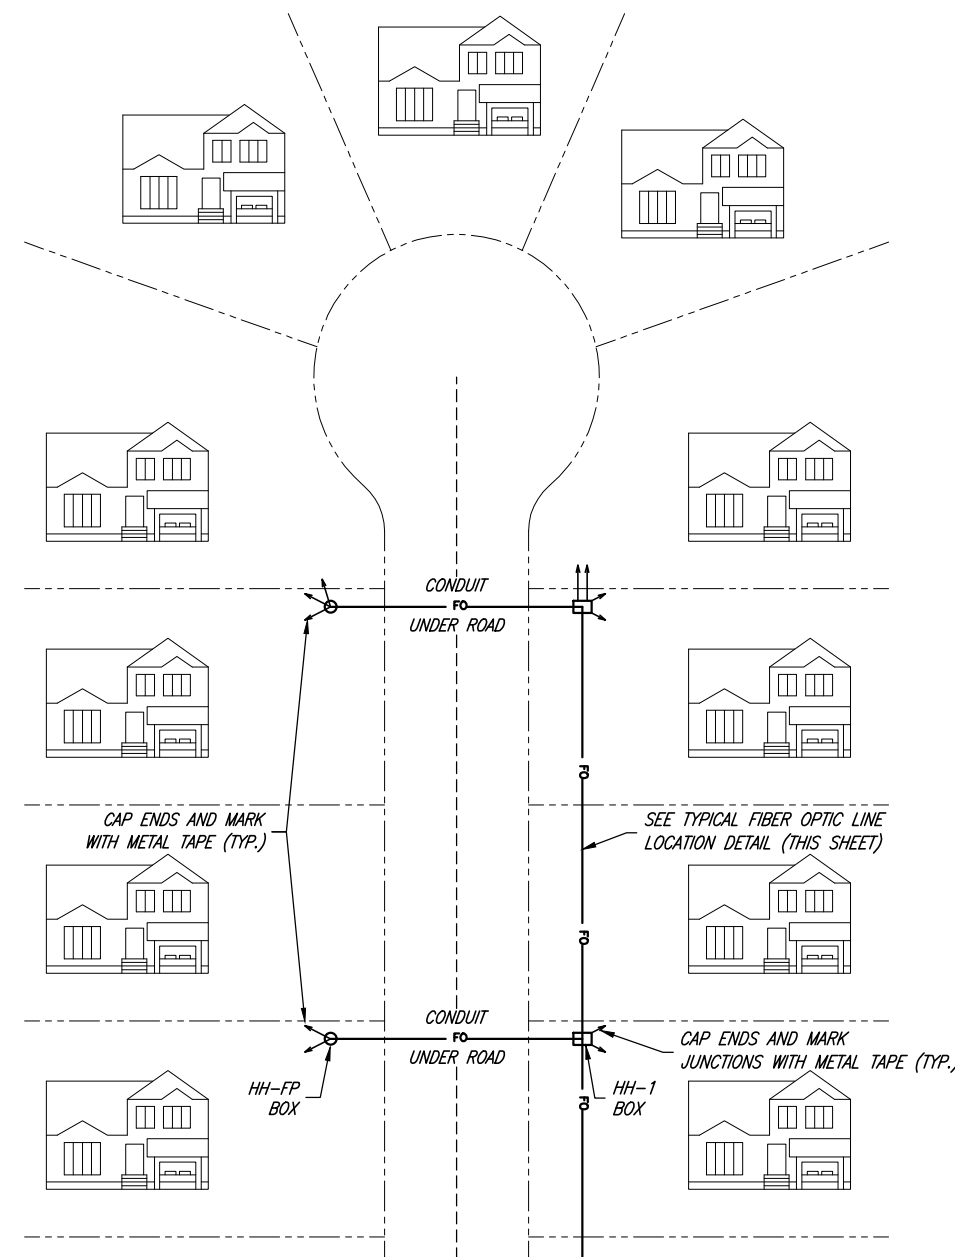 CONDUIT
FO
UNDER ROAD
FO
CAP ENDS AND MARK
WITH METAL TAPE (TYP.)
SEE TYPICAL FIBER OPTIC LINE
LOCATION DETAIL (THIS SHEET)
FO
CONDUIT
FO
UNDER ROAD
CAP ENDS AND MARK
JUNCTIONS WITH METAL TAPE (TYP.)
HH-FP
BOX
HH-1
BOX
FO